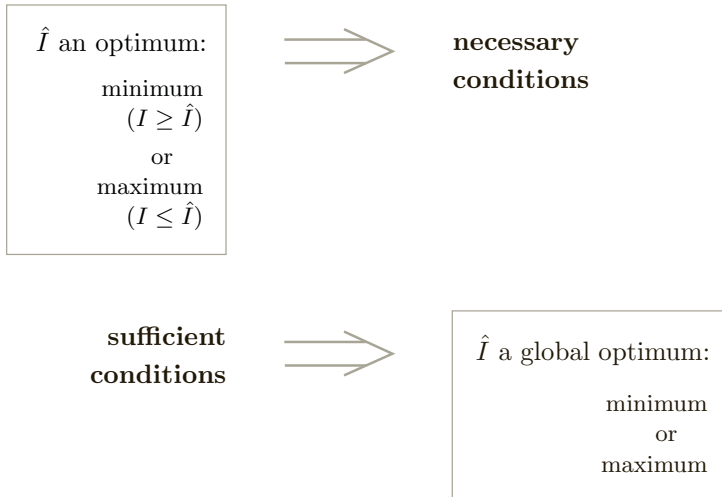 Î an optimum:
minimum
(I ≥ Î)
or
maximum
(I ≤ Î)
necessary
conditions
sufficient
conditions
Î a global optimum:
minimum
or
maximum